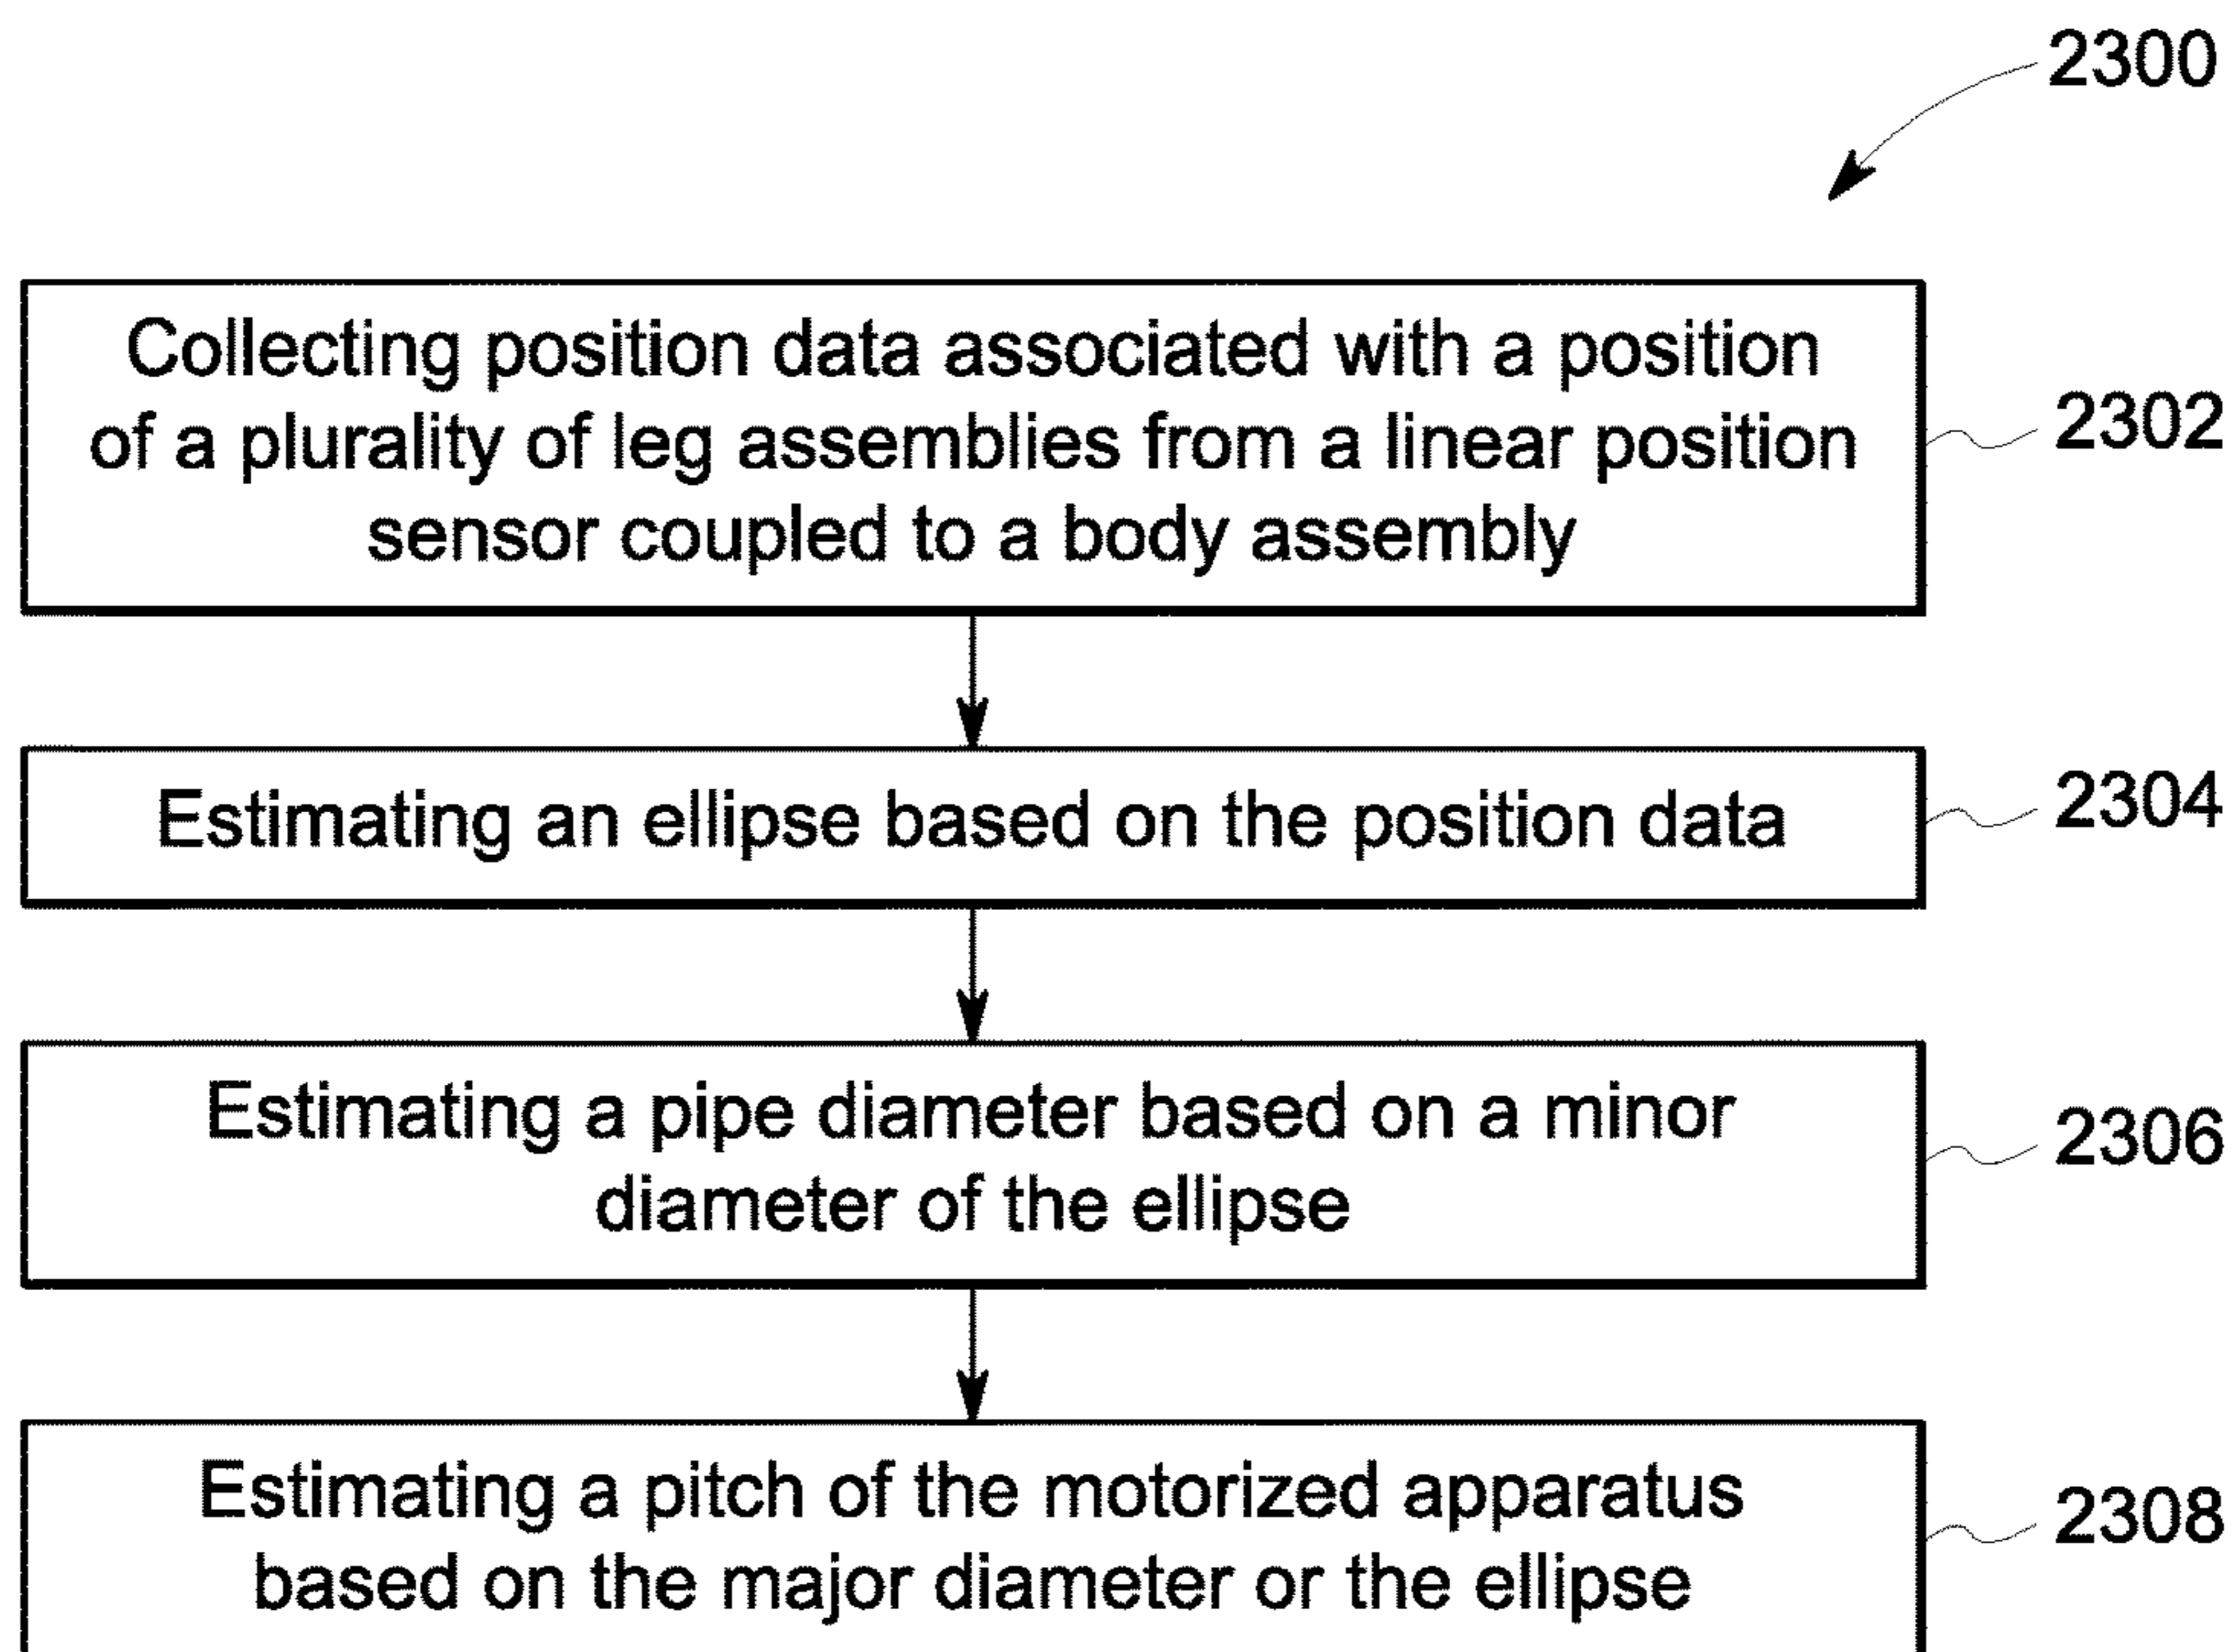 2300
Collecting position data associated with a position
of a plurality of leg assemblies from a linear position
sensor coupled to a body assembly
2302
Estimating an ellipse based on the position data
2304
Estimating a pipe diameter based on a minor
diameter of the ellipse
2306
Estimating a pitch of the motorized apparatus
based on the major diameter or the ellipse
2308